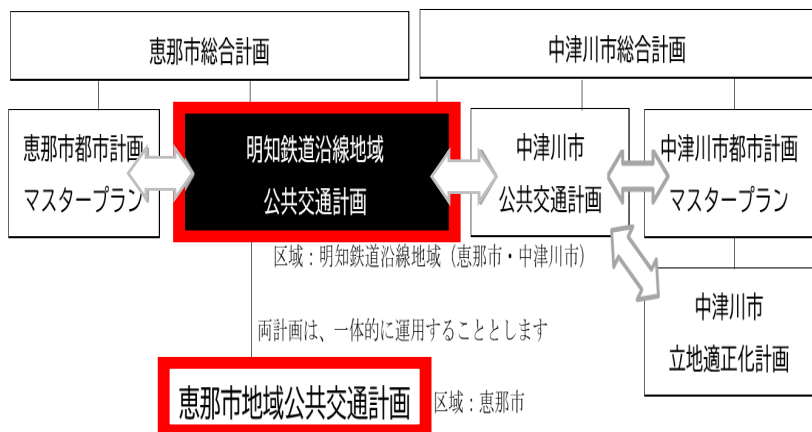 恵那市総合計画
中津川市総合計画
恵那市都市計画
マスタープラン
明知鉄道沿線地域
公共交通計画
中津川市
公共交通計画
中津川市都市計画
マスタープラン
区域：明知鉄道沿線地域（恵那市・中津川市）
中津川市
立地適正化計画
両計画は、一体的に運用することとします
恵那市地域公共交通計画
区域：恵那市